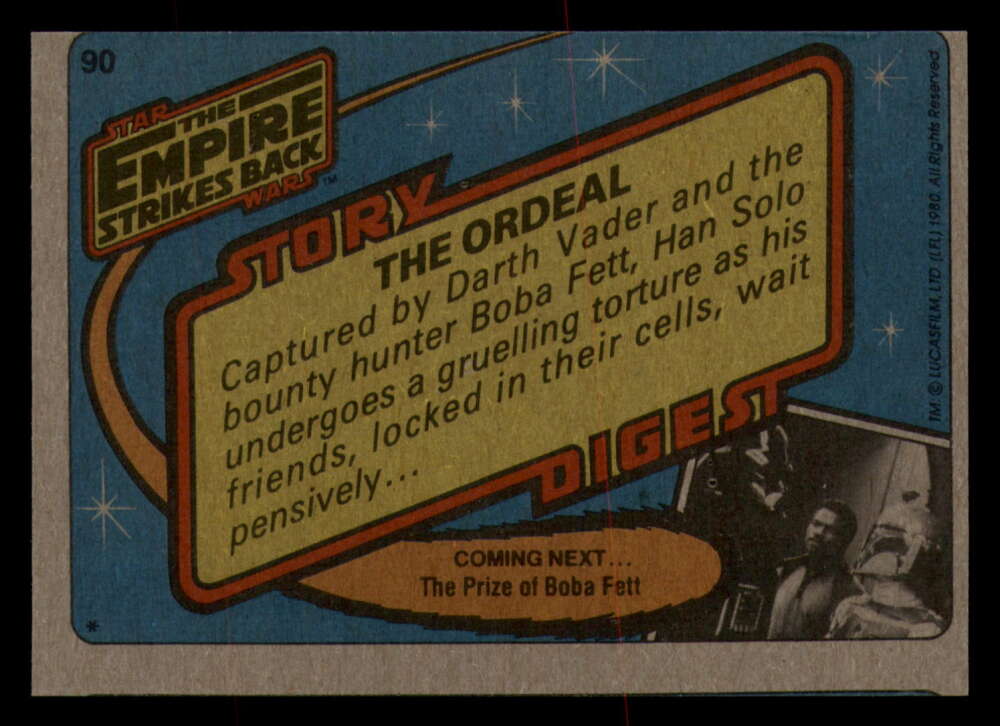 90
STAR
THE
EMPIRE
STRIKES BACK
WARS™
STORY
THE ORDEAL
Captured by Darth Vader and the
bounty hunter Boba Fett, Han Solo
undergoes a gruelling torture as his
friends, locked in their cells, wait
pensively...
DIGEST
COMING NEXT...
The Prize of Boba Fett
*
TM: © LUCASFILM, LTD (LFL) 1980. All Rights Reserved